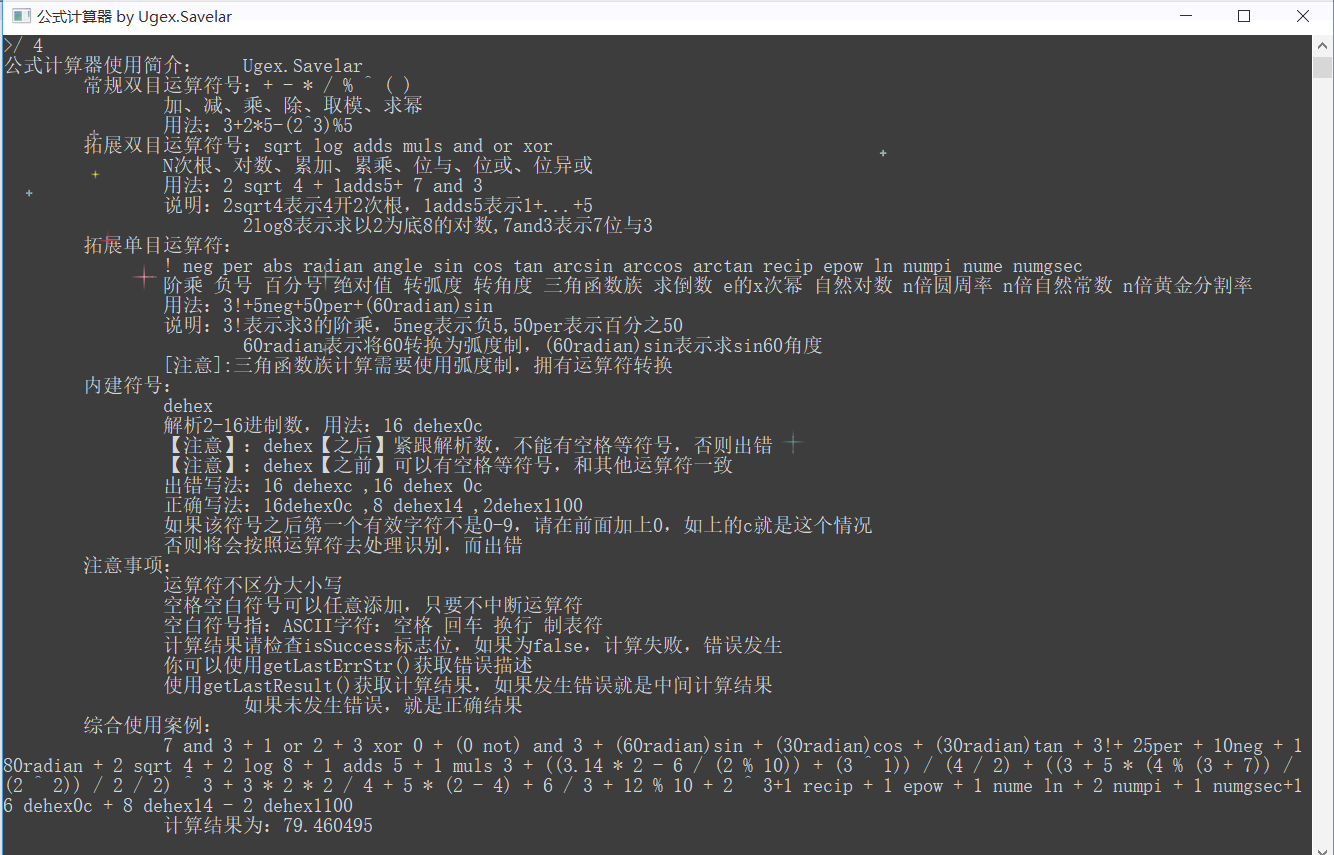 公式计算器 by Ugex.Savelar
>/ 4
公式计算器使用简介： Ugex.Savelar
常规双目运算符号：+ - * / % ^ ( )
加、减、乘、除、取模、求幂
用法：3+2*5-(2^3)%5
拓展双目运算符号：sqrt log adds muls and or xor
N次根、对数、累加、累乘、位与、位或、位异或
用法：2 sqrt 4 + 1adds5+ 7 and 3
说明：2sqrt4表示4开2次根，1adds5表示1+...+5
2log8表示求以2为底8的对数,7and3表示7位与3
拓展单目运算符：
! neg per abs radian angle sin cos tan arcsin arccos arctan recip epow ln numpi nume numgsec
阶乘 负号 百分号 绝对值 转弧度 转角度 三角函数族 求倒数 e的x次幂 自然对数 n倍圆周率 n倍自然常数 n倍黄金分割率
用法：3!+5neg+50per+(60radian)sin
说明：3!表示求3的阶乘，5neg表示负5,50per表示百分之50
60radian表示将60转换为弧度制，(60radian)sin表示求sin60角度
[注意]:三角函数族计算需要使用弧度制，拥有运算符转换
内建符号：
dehex
解析2-16进制数，用法：16 dehex0c
【注意】：dehex【之后】紧跟解析数，不能有空格等符号，否则出错
【注意】：dehex【之前】可以有空格等符号，和其他运算符一致
出错写法：16 dehexc ,16 dehex 0c
正确写法：16dehex0c ,8 dehex14 ,2dehex1100
如果该符号之后第一个有效字符不是0-9，请在前面加上0，如上的c就是这个情况
否则将会按照运算符去处理识别，而出错
注意事项：
运算符不区分大小写
空格空白符号可以任意添加，只要不中断运算符
空白符号指：ASCII字符：空格 回车 换行 制表符
计算结果请检查isSuccess标志位，如果为false，计算失败，错误发生
你可以使用getLastErrStr()获取错误描述
使用getLastResult()获取计算结果，如果发生错误就是中间计算结果
如果未发生错误，就是正确结果
综合使用案例：
7 and 3 + 1 or 2 + 3 xor 0 + (0 not) and 3 + (60radian)sin + (30radian)cos + (30radian)tan + 3!+ 25per + 10neg + 1
80radian + 2 sqrt 4 + 2 log 8 + 1 adds 5 + 1 muls 3 + ((3.14 * 2 - 6 / (2 % 10)) + (3 ^ 1)) / (4 / 2) + ((3 + 5 * (4 % (3 + 7)) /
(2 ^ 2)) / 2 / 2) ^ 3 + 3 * 2 * 2 / 4 + 5 * (2 - 4) + 6 / 3 + 12 % 10 + 2 ^ 3+1 recip + 1 epow + 1 nume ln + 2 numpi + 1 numgsec+1
6 dehex0c + 8 dehex14 - 2 dehex1100
计算结果为：79.460495